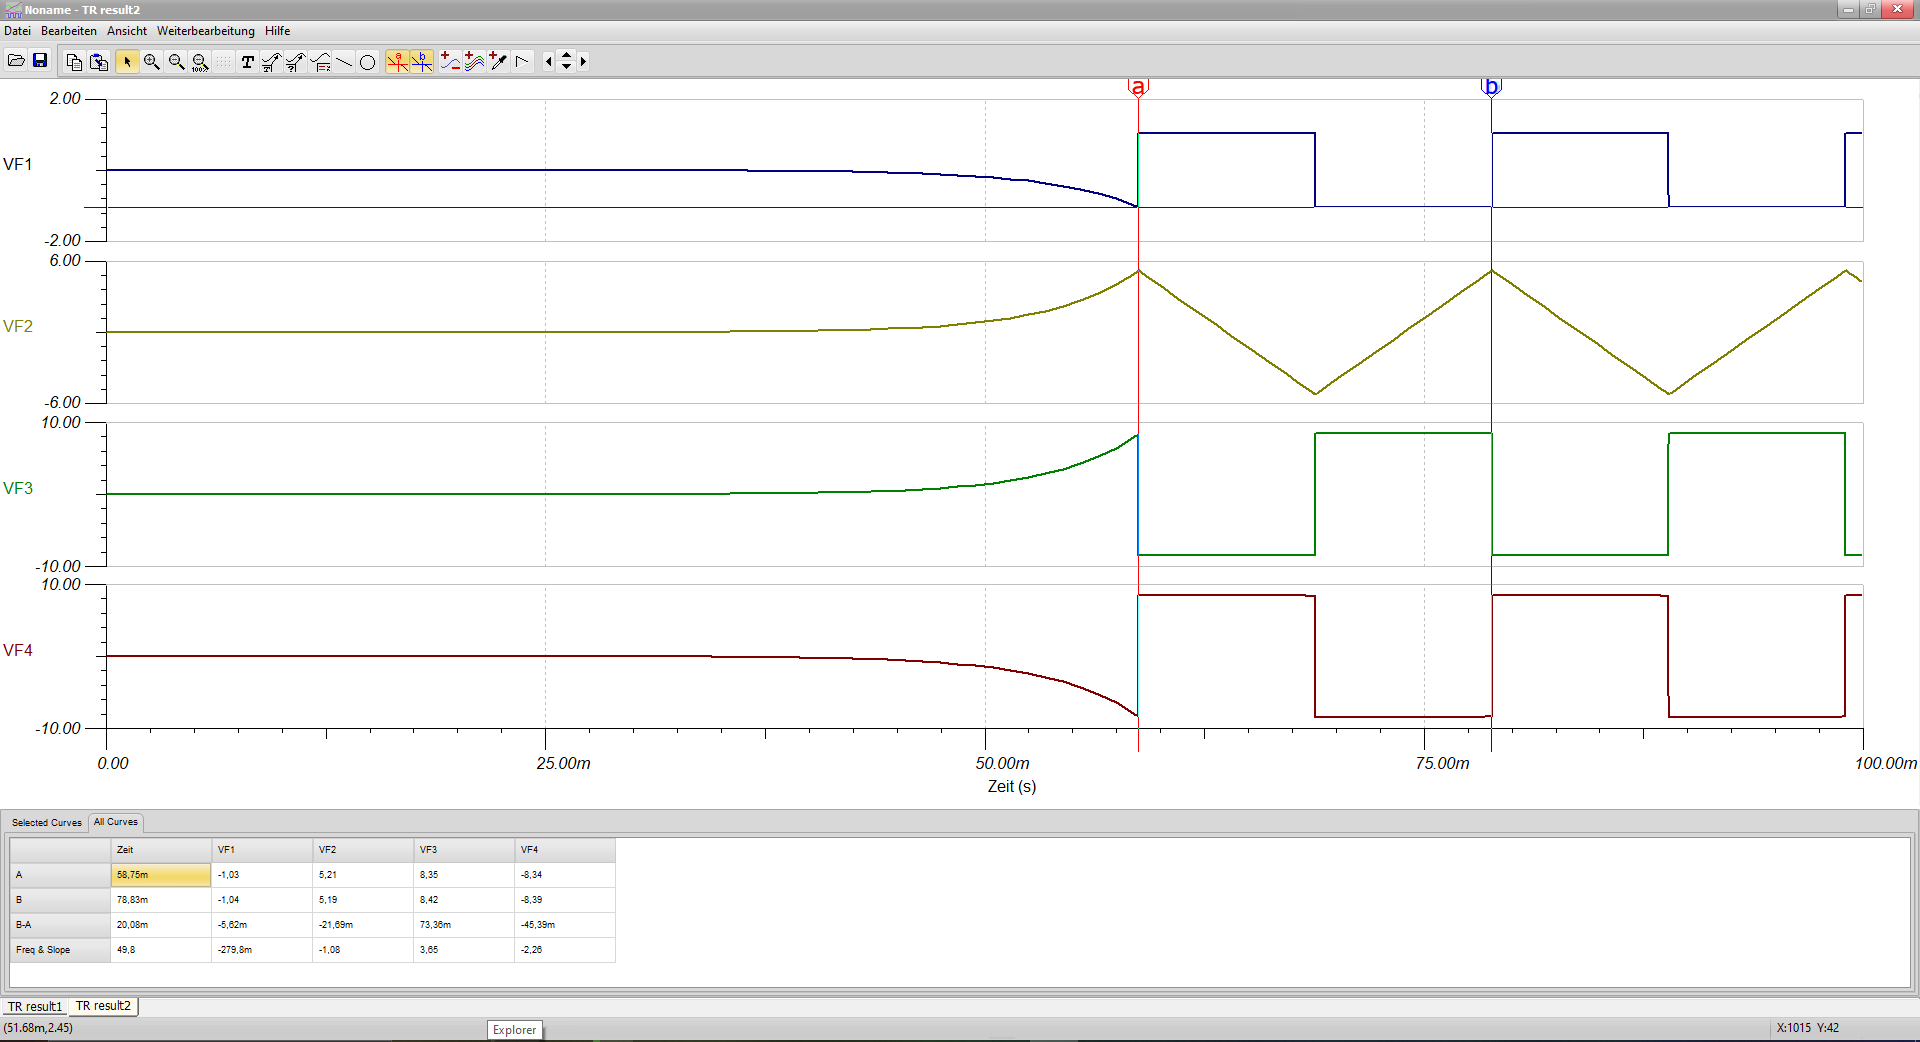 Noname - TR result2
Datei Bearbeiten Ansicht Weiterbearbeitung Hilfe
100%
T
a
b
a
b
2.00
VF1
-2.00
6.00
VF2
-6.00
10.00
VF3
-10.00
10.00
VF4
-10.00
0.00 25.00m 50.00m 75.00m 100.00m
Zeit (s)
Selected Curves All Curves
Zeit VF1 VF2 VF3 VF4
A 58,75m -1,03 5,21 8,35 -8,34
B 78,83m -1,04 5,19 8,42 -8,39
B-A 20,08m -5,62m -21,69m 73,36m -45,39m
Freq & Slope 49,8 -279,8m -1,08 3,65 -2,26
TR result1 TR result2
(51.68m,2.45) Explorer X:1015 Y:42